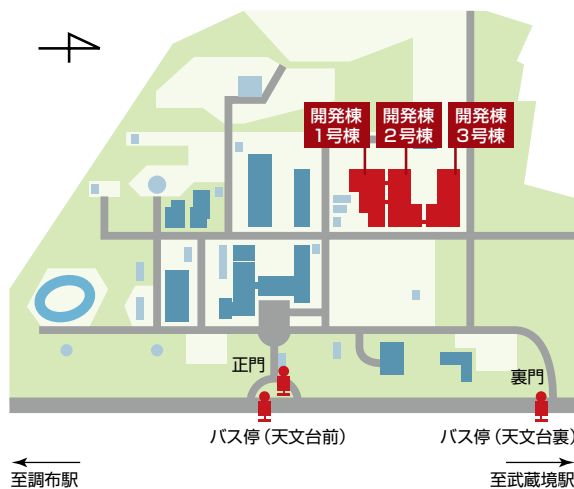 開発棟
1号棟
開発棟
2号棟
開発棟
3号棟
正門
裏門
バス停（天文台前）
バス停（天文台裏）
至調布駅
至武蔵境駅